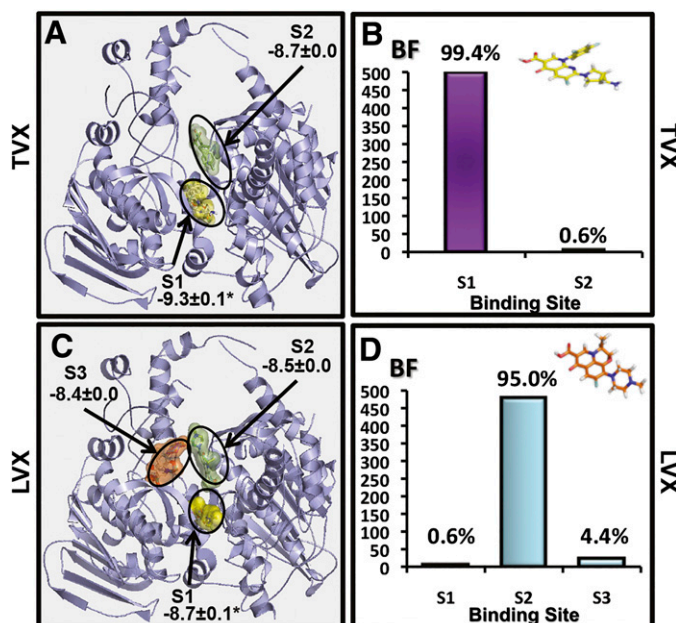 A
S2
-8.7±0.0
S1
-9.3±0.1*
TVX
B
BF
99.4%
500
450
400
350
300
250
200
150
100
50
0
0.6%
S1
S2
Binding Site
TVX
C
S3
-8.4±0.0
S2
-8.5±0.0
S1
-8.7±0.1*
LVX
D
BF
95.0%
500
450
400
350
300
250
200
150
100
50
0
0.6%
4.4%
S1
S2
S3
Binding Site
LVX